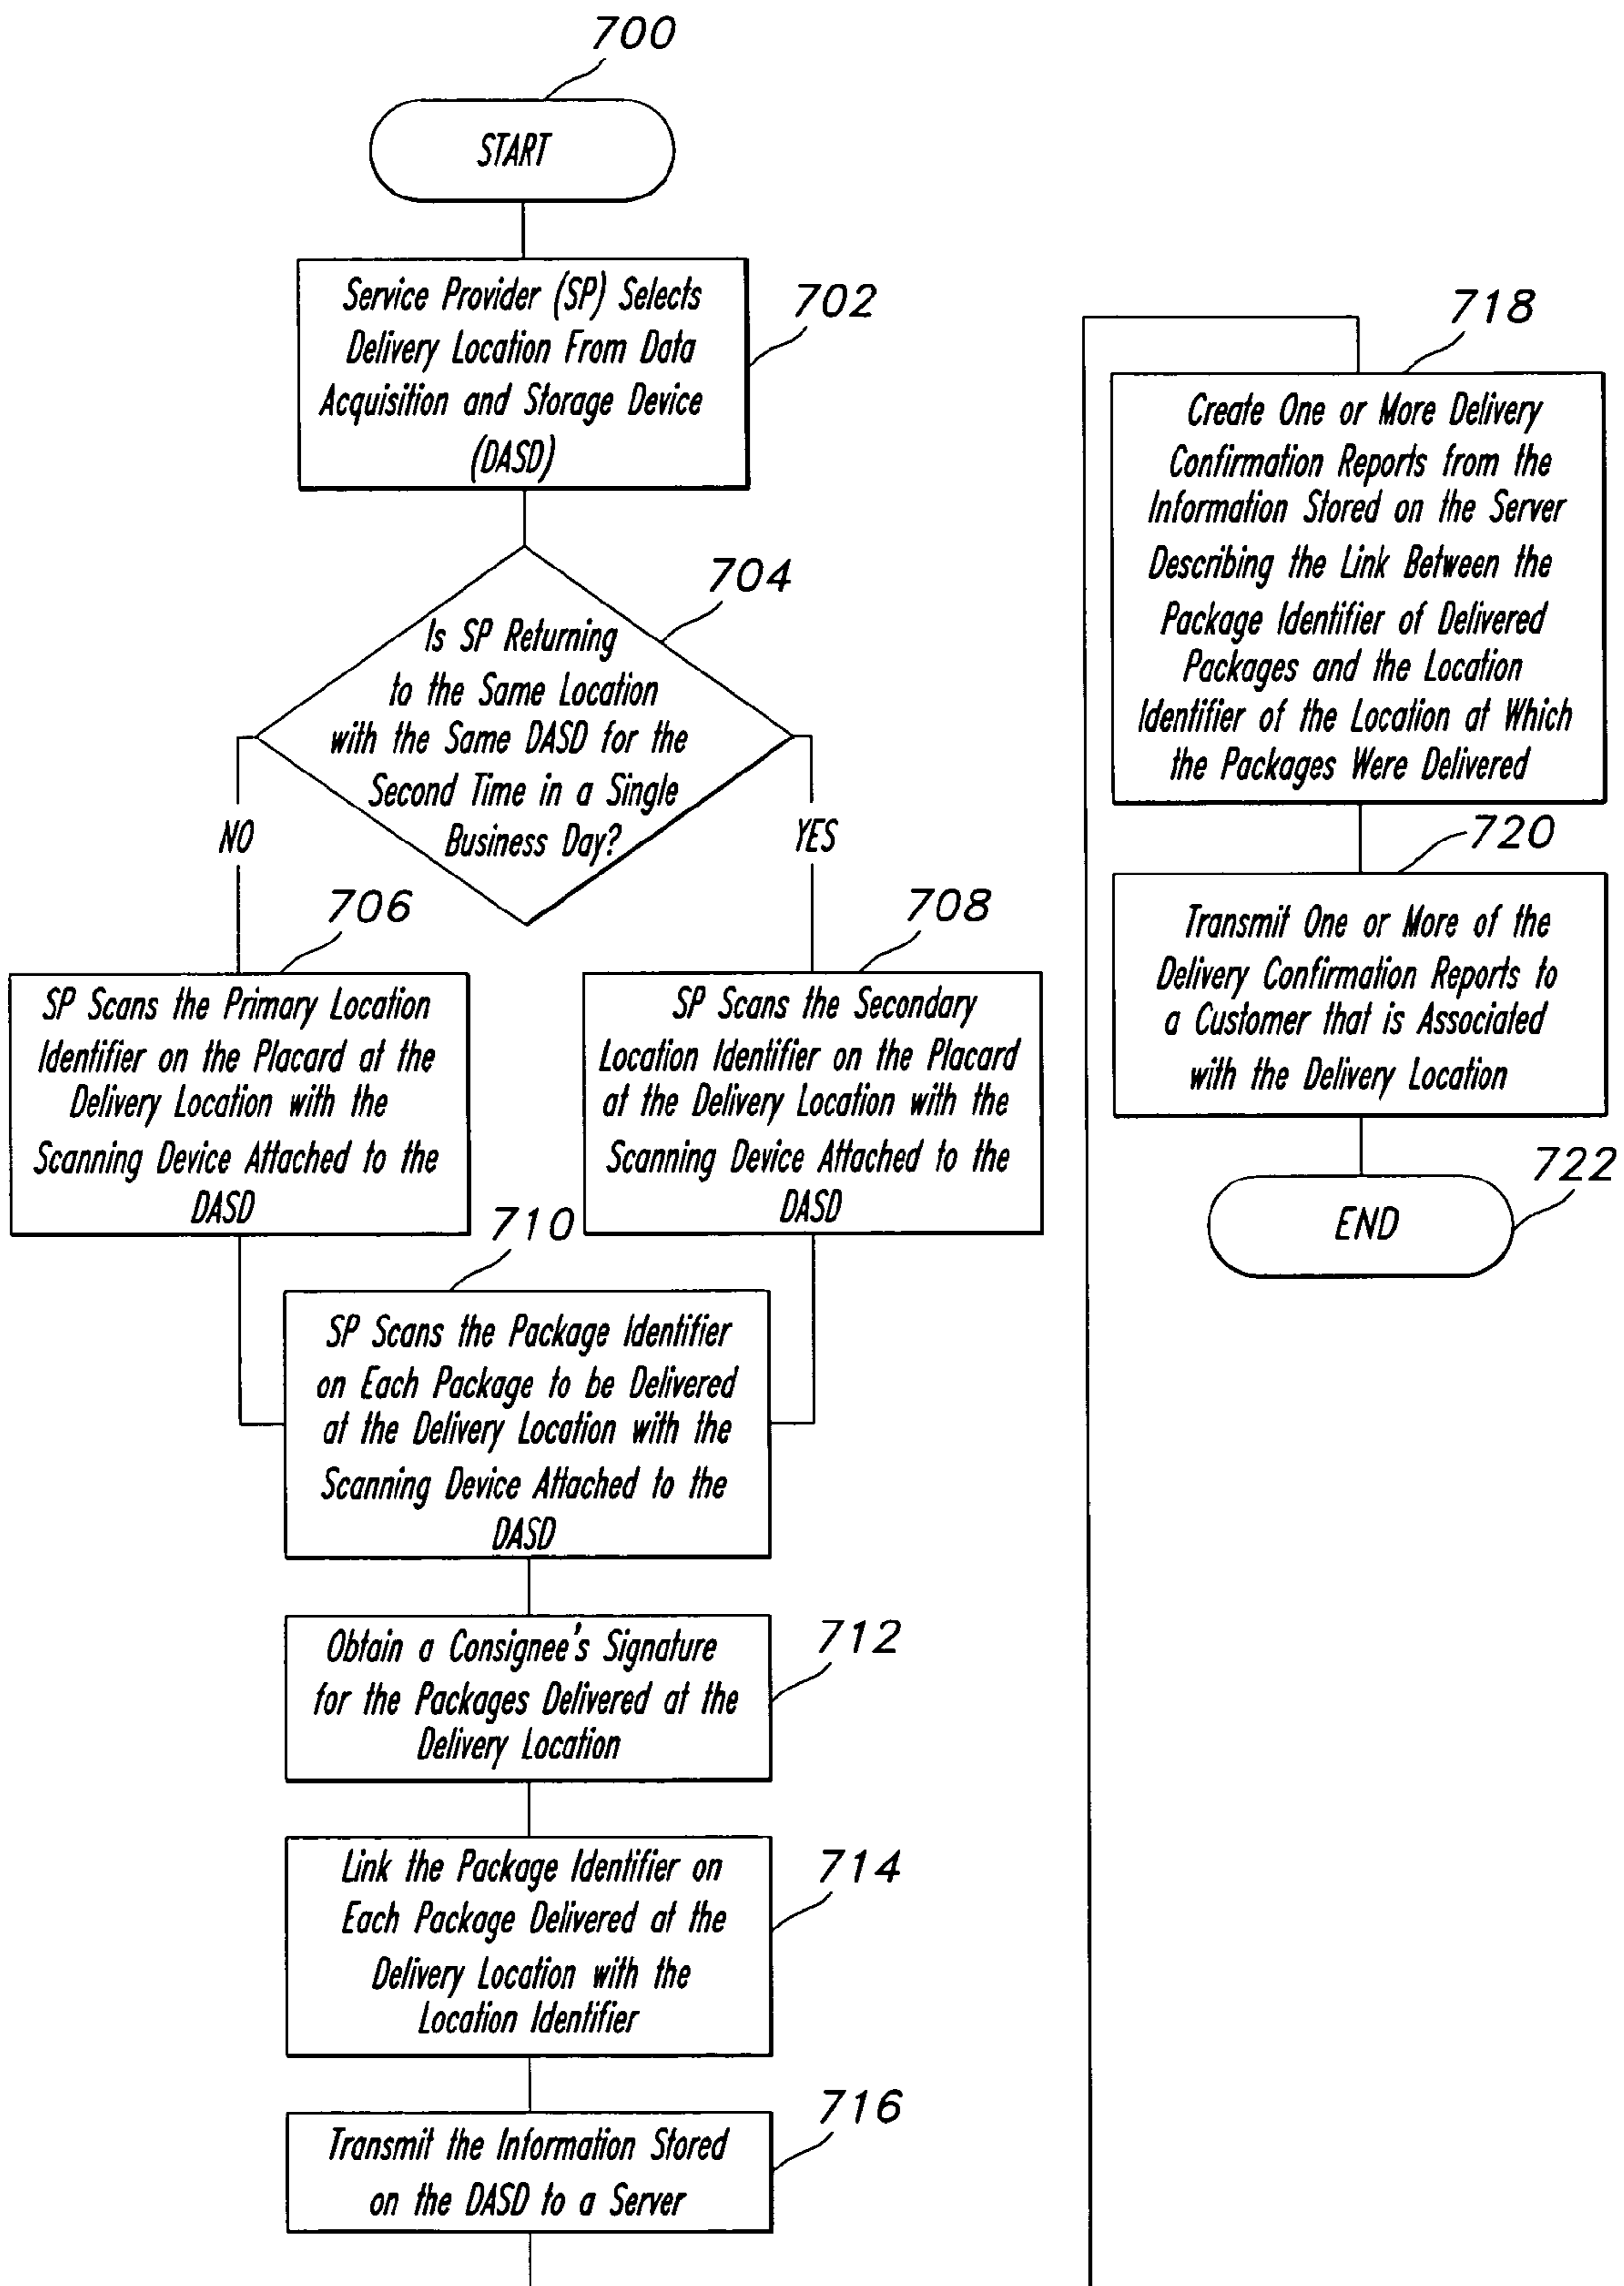 700
START
Service Provider (SP) Selects
Delivery Location From Data
Acquisition and Storage Device
(DASD)
702
Is SP Returning
to the Same Location
with the Same DASD for the
Second Time in a Single
Business Day?
704
NO
YES
706
SP Scans the Primary Location
Identifier on the Placard at the
Delivery Location with the
Scanning Device Attached to the
DASD
708
SP Scans the Secondary
Location Identifier on the Placard
at the Delivery Location with the
Scanning Device Attached to the
DASD
710
SP Scans the Package Identifier
on Each Package to be Delivered
at the Delivery Location with the
Scanning Device Attached to the
DASD
Obtain a Consignee's Signature
for the Packages Delivered at the
Delivery Location
712
Link the Package Identifier on
Each Package Delivered at the
Delivery Location with the
Location Identifier
714
Transmit the Information Stored
on the DASD to a Server
716
718
Create One or More Delivery
Confirmation Reports from the
Information Stored on the Server
Describing the Link Between the
Package Identifier of Delivered
Packages and the Location
Identifier of the Location at Which
the Packages Were Delivered
720
Transmit One or More of the
Delivery Confirmation Reports to
a Customer that is Associated
with the Delivery Location
722
END